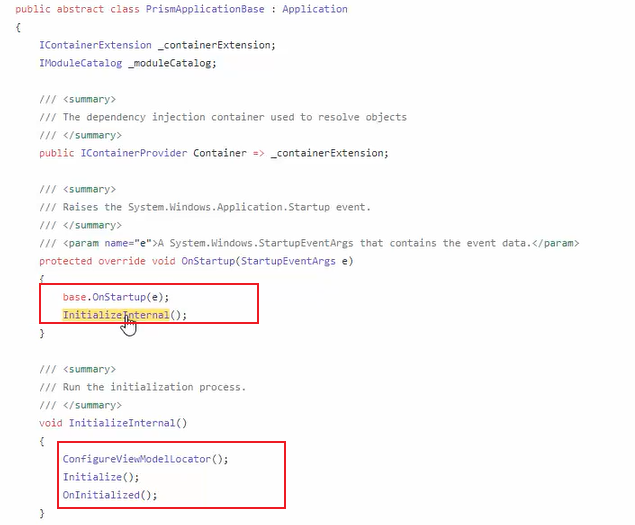 public abstract class PrismApplicationBase : Application
{
IContainerExtension _containerExtension;
IModuleCatalog _moduleCatalog;
/// <summary>
/// The dependency injection container used to resolve objects
/// </summary>
public IContainerProvider Container => _containerExtension;
/// <summary>
/// Raises the System.Windows.Application.Startup event.
/// </summary>
/// <param name="e">A System.Windows.StartupEventArgs that contains the event data.</param>
protected override void OnStartup(StartupEventArgs e)
{
base.OnStartup(e);
InitializeInternal();
}
/// <summary>
/// Run the initialization process.
/// </summary>
void InitializeInternal()
{
ConfigureViewModelLocator();
Initialize();
OnInitialized();
}